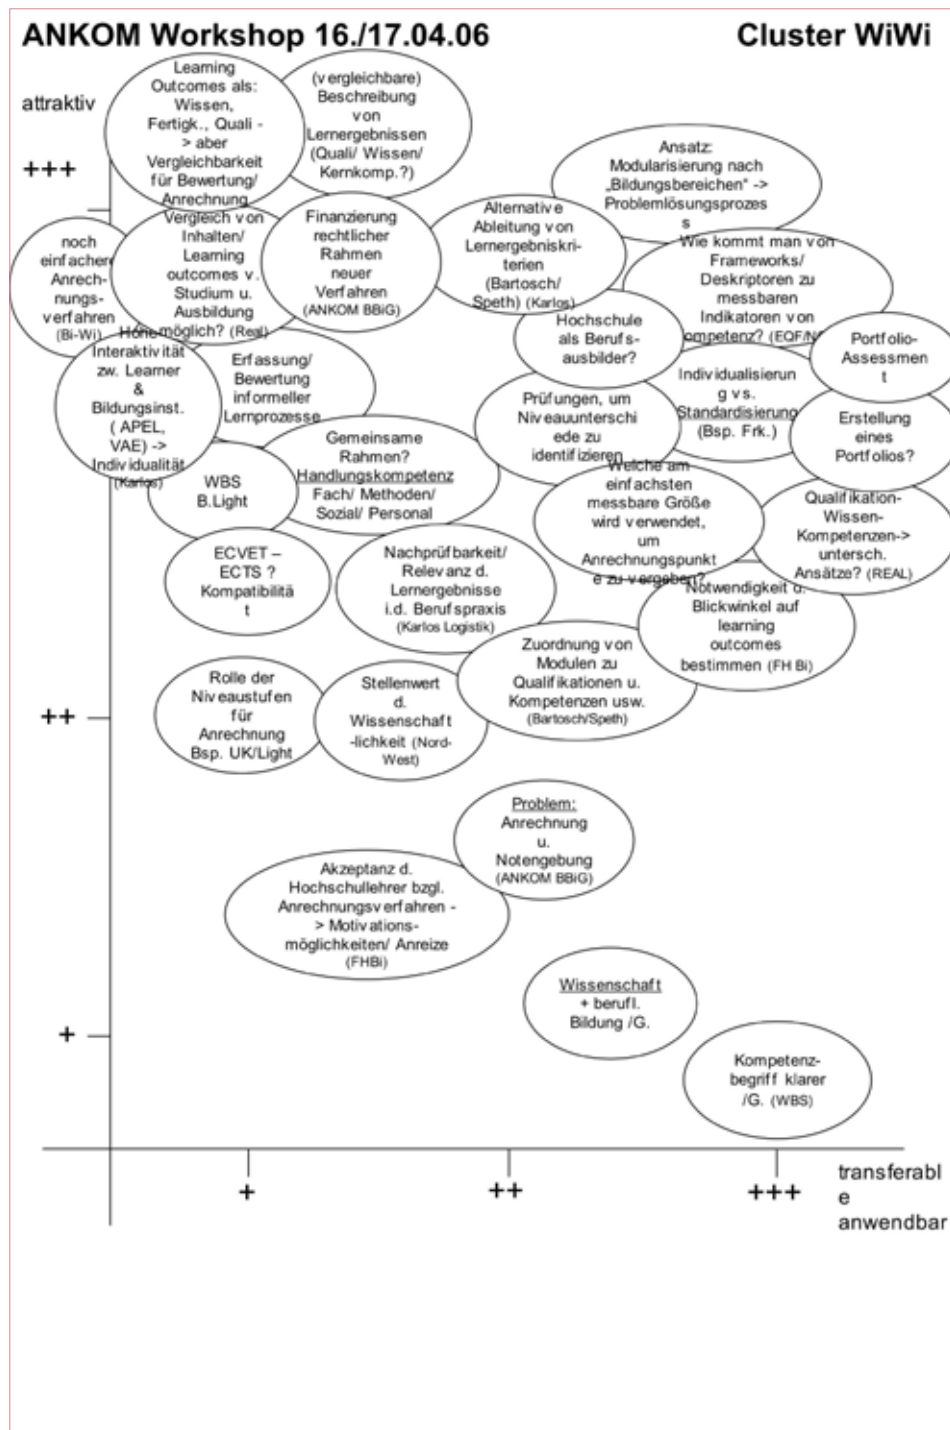 ANKOM Workshop 16./17.04.06
Cluster WiWi
attraktiv
+++
++
+
Learning
Outcomes als:
Wissen,
Fertigk., Quali -
> aber
Vergleichbarkeit
für Bewertung/
Anrechnung
(vergleichbare)
Beschreibung
von
Lernergebnissen
(Quali/ Wissen/
Kernkomp.?)
Ansatz:
Modularisierung nach
„Bildungsbereichen“ ->
Problemlösungsprozes
s
noch
einfachere
Anrech-
nungs-
verfahren
(Bi-Wi)
Vergleich von
Inhalten/
Learning
outcomes v.
Studium u.
Ausbildung
möglich? (Real)
Finanzierung
rechtlicher
Rahmen
neuer
Verfahren
(ANKOM BBiG)
Alternative
Ableitung von
Lernergebniskri-
terien
(Bartosch/
Speth) (Karlos)
Wie kommt man von
Frameworks/
Deskriptoren zu
messbaren
Indikatoren von
Hochschule
als Berufs-
ausbilder?
Portfolio-
Assessmen
t
Interaktivität
zw. Learner
&
Bildungsinst.
( APEL,
VAE) ->
Individualität
(Karlos)
Erfassung/
Bewertung
informeller
Lernprozesse
Prüfungen, um
Niveauunterschi
ede zu
identifizieren
Individualisierun
g vs.
Standardisierung
(Bsp. Frk.)
Erstellung
eines
Portfolios?
WBS
B.Light
Gemeinsame
Rahmen?
Handlungskompetenz
Fach/ Methoden/
Sozial/ Personal
Welche am
einfachsten
messbare Größe
wird verwendet,
um
Anrechnungspunkt
e zu vergeben?
Qualifikation-
Wissen-
Kompetenzen->
untersch.
Ansätze? (REAL)
ECVET –
ECTS ?
Kompatibilitä
t
Nachprüfbarkeit/
Relevanz d.
Lernergebnisse
i.d. Berufspraxis
(Karlos Logistik)
Notwendigkeit d.
Blickwinkel auf
learning
outcomes
bestimmen (FH Bi)
Rolle der
Niveaustufen
für
Anrechnung
Bsp. UK/Light
Stellenwert
d.
Wissenschaft
-lichkeit (Nord-
West)
Zuordnung von
Modulen zu
Qualifikationen u.
Kompetenzen usw.
(Bartosch/Speth)
Problem:
Anrechnung
u.
Notengebung
(ANKOM BBiG)
Akzeptanz d.
Hochschullehrer bzgl.
Anrechnungsverfahren -
> Motivations-
möglichkeiten/ Anreize
(FHBi)
Wissenschaft
+ berufl.
Bildung /G.
Kompetenz-
begriff klarer
/G. (WBS)
+
++
+++
transferabl
e
anwendbar